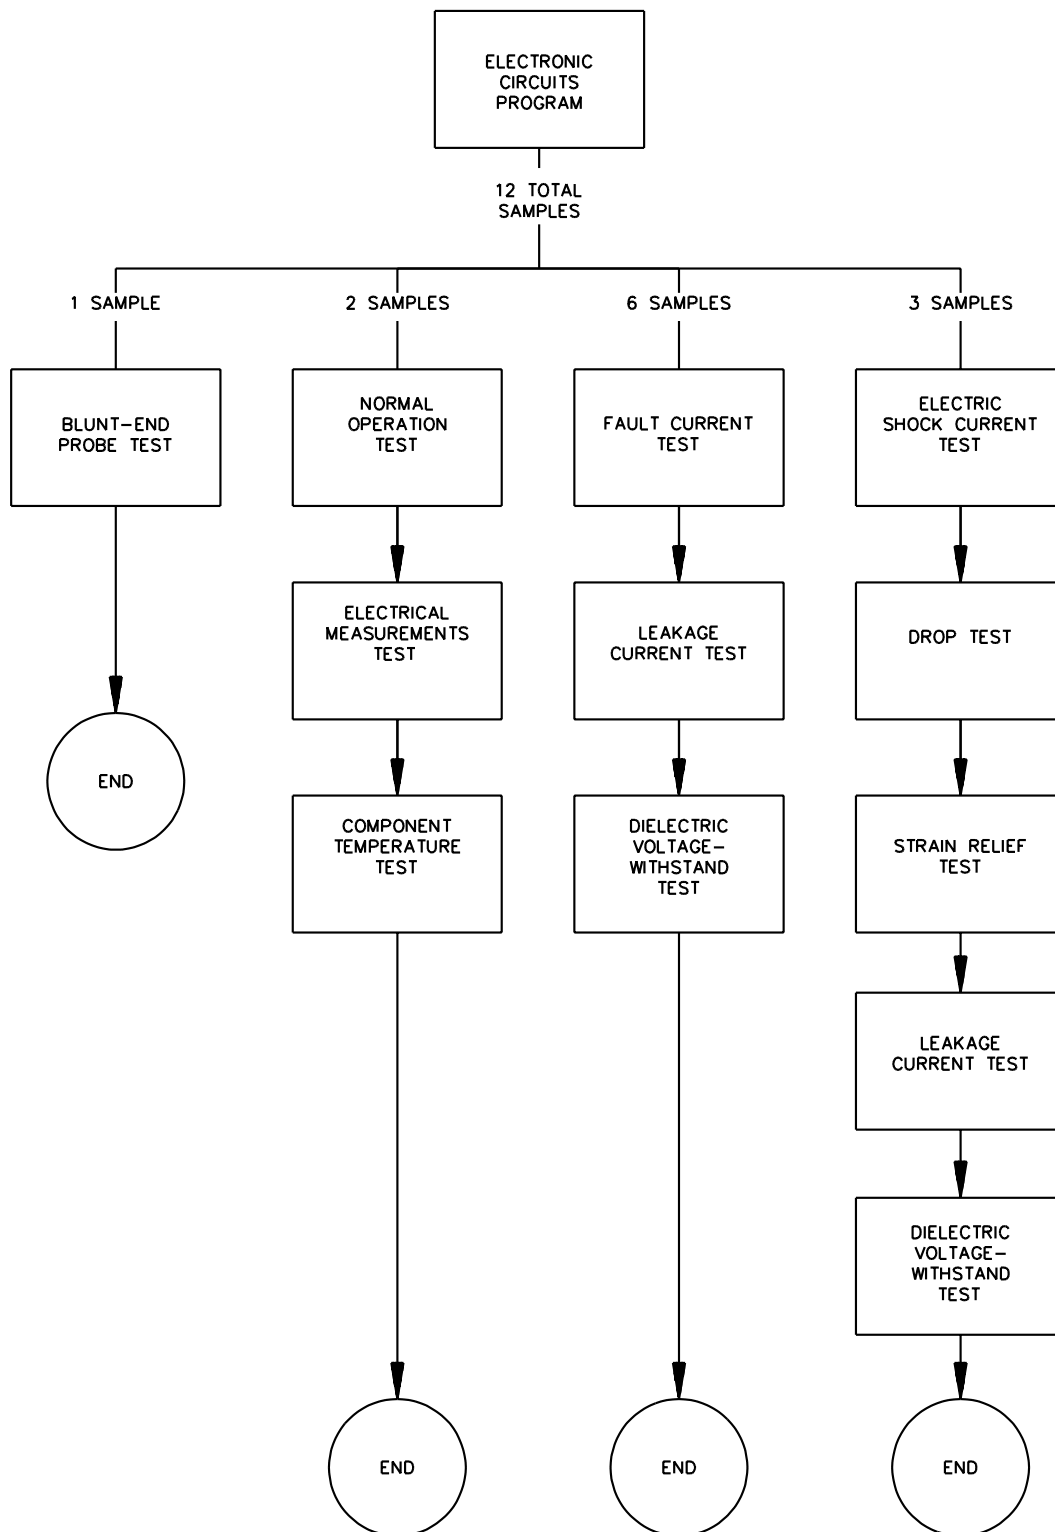 ELECTRONIC
CIRCUITS
PROGRAM
12 TOTAL
SAMPLES
1 SAMPLE
2 SAMPLES
6 SAMPLES
3 SAMPLES
BLUNT-END
PROBE TEST
NORMAL
OPERATION
TEST
FAULT CURRENT
TEST
ELECTRIC
SHOCK CURRENT
TEST
ELECTRICAL
MEASUREMENTS
TEST
LEAKAGE
CURRENT TEST
DROP TEST
END
COMPONENT
TEMPERATURE
TEST
DIELECTRIC
VOLTAGE-
WITHSTAND
TEST
STRAIN RELIEF
TEST
LEAKAGE
CURRENT TEST
DIELECTRIC
VOLTAGE-
WITHSTAND
TEST
END
END
END